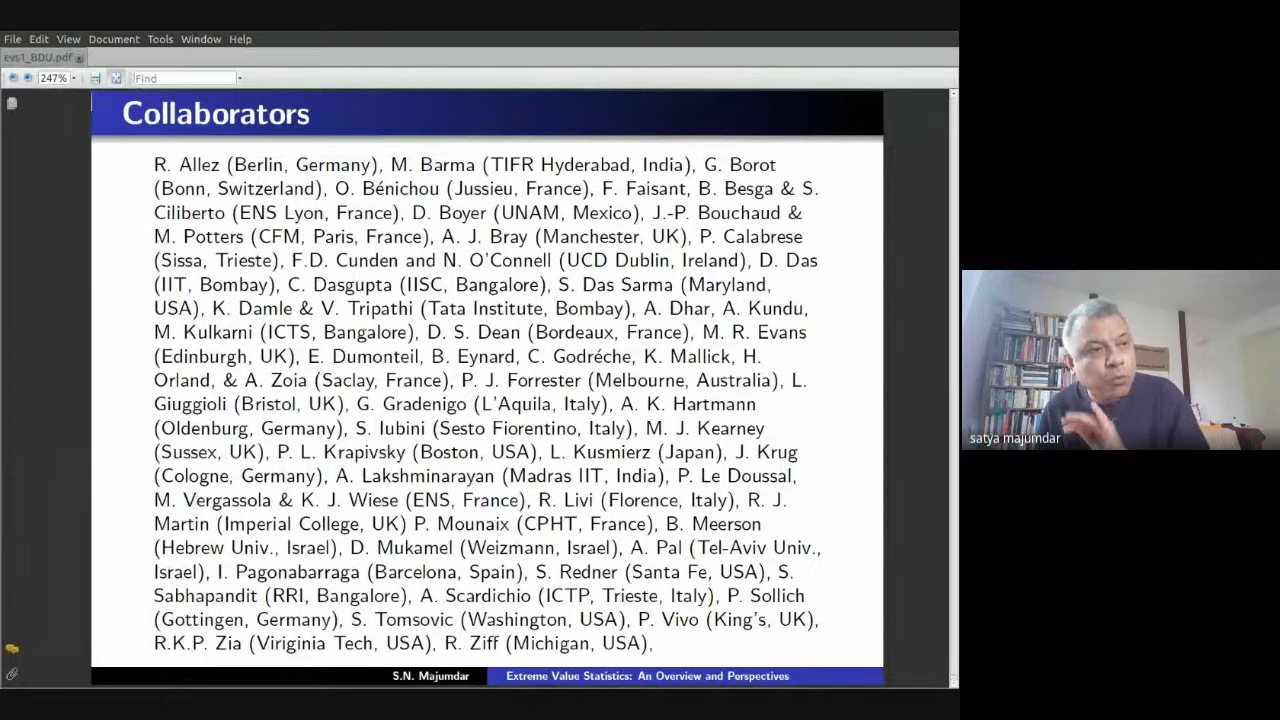 File Edit View Document Tools Window Help
evs1_BDU.pdf
247% Find
Collaborators
R. Allez (Berlin, Germany), M. Barma (TIFR Hyderabad, India), G. Borot
(Bonn, Switzerland), O. Bénichou (Jussieu, France), F. Faisant, B. Besga & S.
Ciliberto (ENS Lyon, France), D. Boyer (UNAM, Mexico), J.-P. Bouchaud &
M. Potters (CFM, Paris, France), A. J. Bray (Manchester, UK), P. Calabrese
(Sissa, Trieste), F.D. Cunden and N. O'Connell (UCD Dublin, Ireland), D. Das
(IIT, Bombay), C. Dasgupta (IISC, Bangalore), S. Das Sarma (Maryland,
USA), K. Damle & V. Tripathi (Tata Institute, Bombay), A. Dhar, A. Kundu,
M. Kulkarni (ICTS, Bangalore), D. S. Dean (Bordeaux, France), M. R. Evans
(Edinburgh, UK), E. Dumonteil, B. Eynard, C. Godréche, K. Mallick, H.
Orland, & A. Zoia (Saclay, France), P. J. Forrester (Melbourne, Australia), L.
Giuggioli (Bristol, UK), G. Gradenigo (L'Aquila, Italy), A. K. Hartmann
(Oldenburg, Germany), S. Iubini (Sesto Fiorentino, Italy), M. J. Kearney
(Sussex, UK), P. L. Krapivsky (Boston, USA), L. Kusmierz (Japan), J. Krug
(Cologne, Germany), A. Lakshminarayan (Madras IIT, India), P. Le Doussal,
M. Vergassola & K. J. Wiese (ENS, France), R. Livi (Florence, Italy), R. J.
Martin (Imperial College, UK) P. Mounaix (CPHT, France), B. Meerson
(Hebrew Univ., Israel), D. Mukamel (Weizmann, Israel), A. Pal (Tel-Aviv Univ.,
Israel), I. Pagonabarraga (Barcelona, Spain), S. Redner (Santa Fe, USA), S.
Sabhapandit (RRI, Bangalore), A. Scardichio (ICTP, Trieste, Italy), P. Sollich
(Gottingen, Germany), S. Tomsovic (Washington, USA), P. Vivo (King's, UK),
R.K.P. Zia (Viriginia Tech, USA), R. Ziff (Michigan, USA),
S.N. Majumdar Extreme Value Statistics: An Overview and Perspectives
satya majumdar